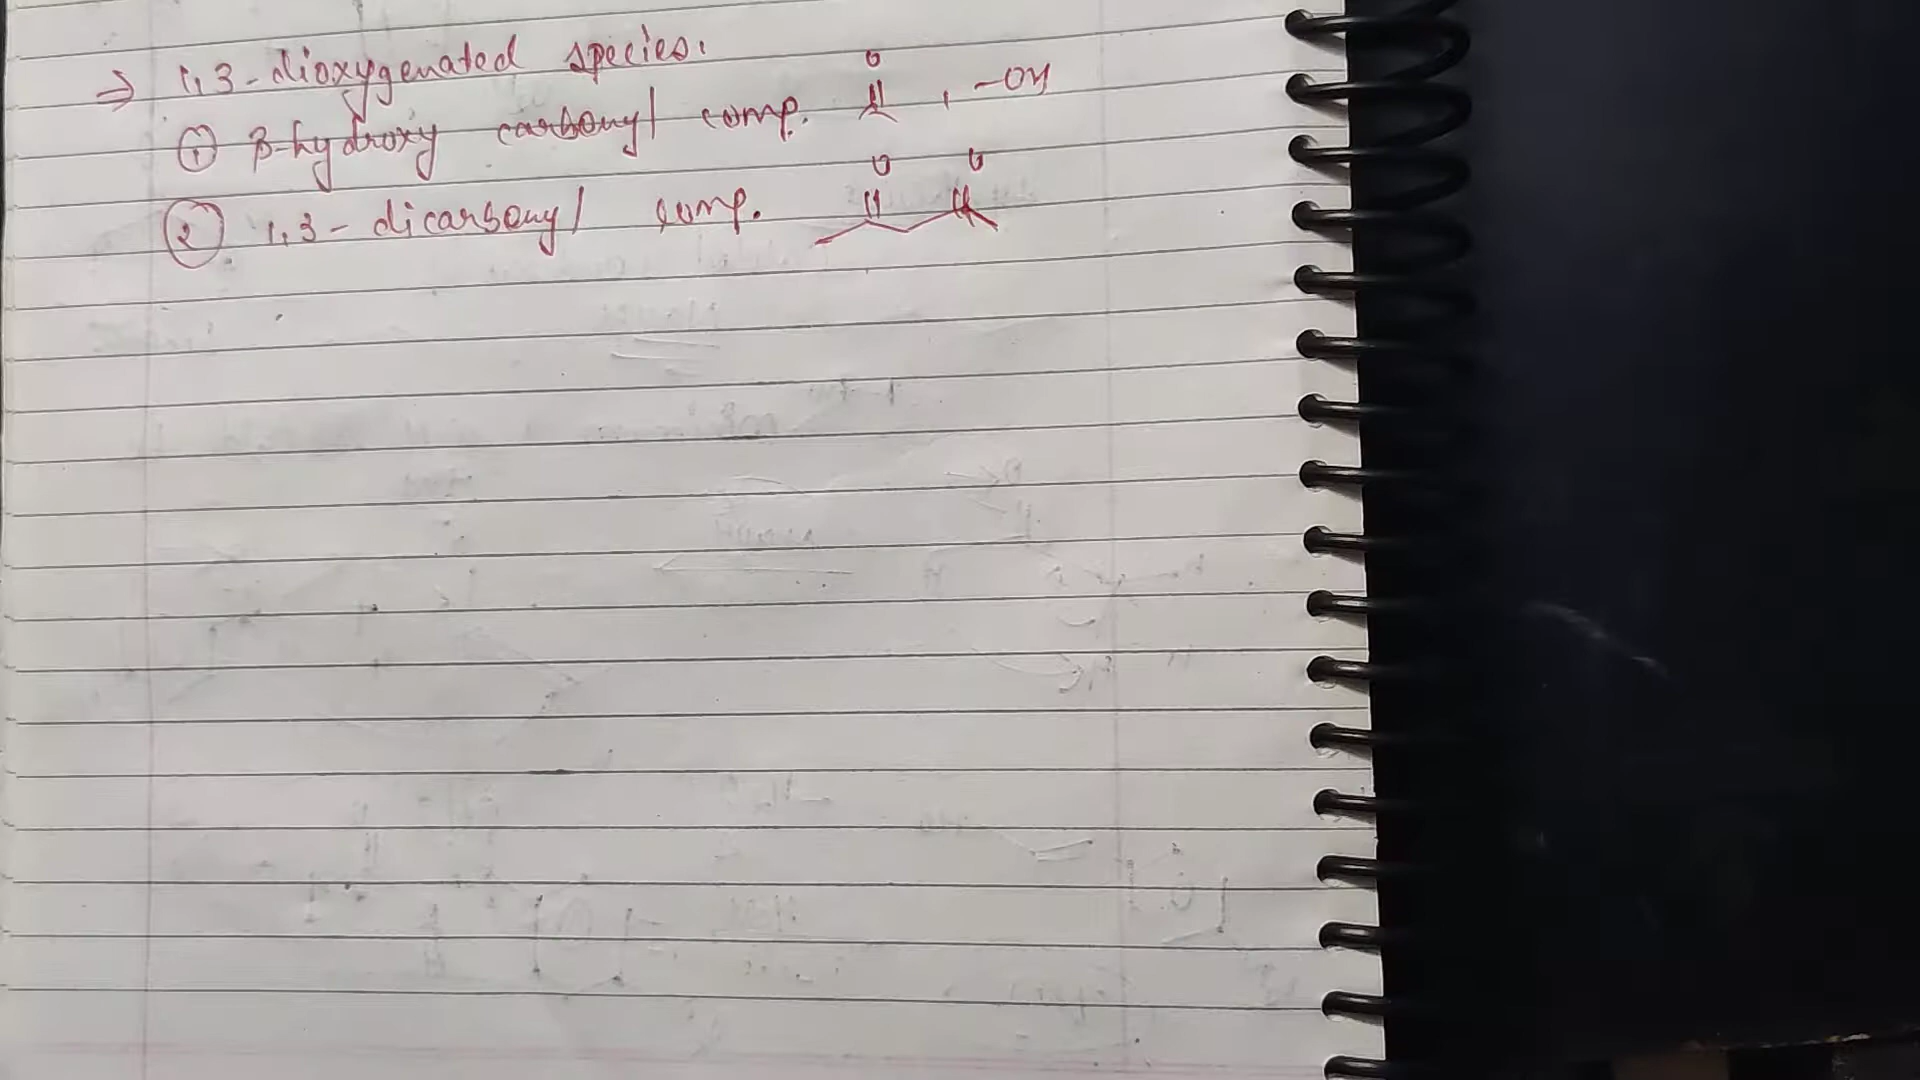 ⇒ 1,3-dioxygenated species.
① β-hydroxy carbonyl comp. O , -OH
② 1,3-dicarbonyl comp. O O